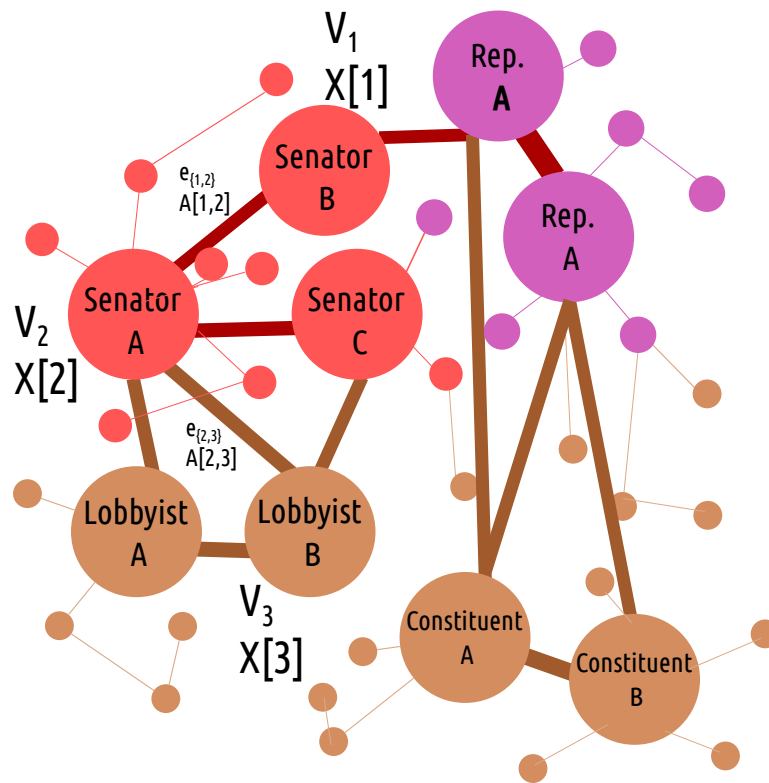 V₁
X[1]
Rep.
A
Senator
B
e{1,2}
A[1,2]
Rep.
A
Senator
A
Senator
C
V₂
X[2]
e{2,3}
A[2,3]
Lobbyist
A
Lobbyist
B
V₃
X[3]
Constituent
A
Constituent
B